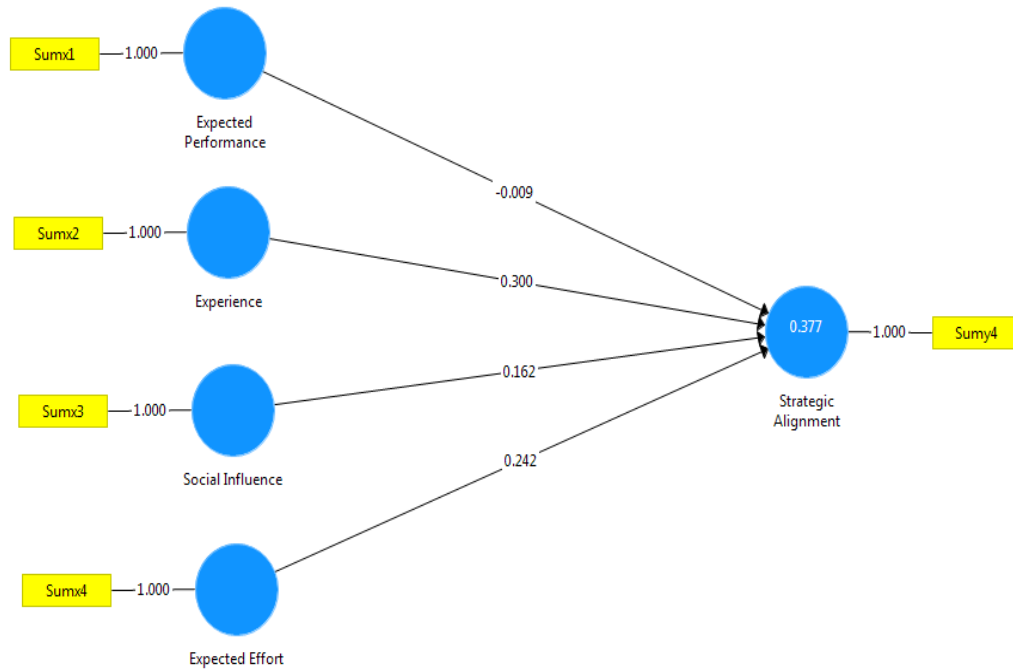 Sumx1
1.000
Expected
Performance
-0.009
Sumx2
1.000
Experience
0.300
0.377
1.000
Sumy4
Strategic
Alignment
Sumx3
1.000
0.162
Social Influence
0.242
Sumx4
1.000
Expected Effort